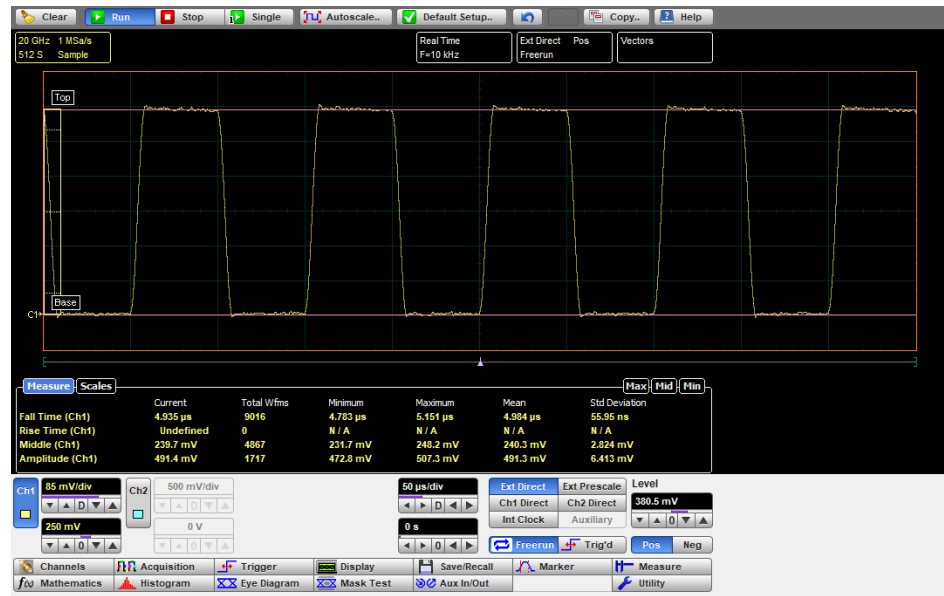 Clear Run Stop 1 Single Autoscale.. Default Setup.. Copy.. Help
20 GHz 1 MSa/s Real Time Ext Direct Pos Vectors
512 S Sample F=10 kHz Freerun
Top
Base
C1
Measure Scales Max Mid Min
Current Total Wfms Minimum Maximum Mean Std Deviation
Fall Time (Ch1) 4.935 µs 9016 4.783 µs 5.151 µs 4.984 µs 55.95 ns
Rise Time (Ch1) Undefined 0 N / A N / A N / A N / A
Middle (Ch1) 239.7 mV 4867 231.7 mV 248.2 mV 240.3 mV 2.824 mV
Amplitude (Ch1) 491.4 mV 1717 472.8 mV 507.3 mV 491.3 mV 6.413 mV
Ch1 85 mV/div Ch2 500 mV/div 50 µs/div Ext Direct Ext Prescale Level
D D D Ch1 Direct Ch2 Direct 380.5 mV
250 mV 0 V 0 s Int Clock Auxiliary 0
0 0 0 Freerun Trig'd Pos Neg
Channels Acquisition Trigger Display Save/Recall Marker Measure
f(x) Mathematics Histogram Eye Diagram Mask Test Aux In/Out Utility